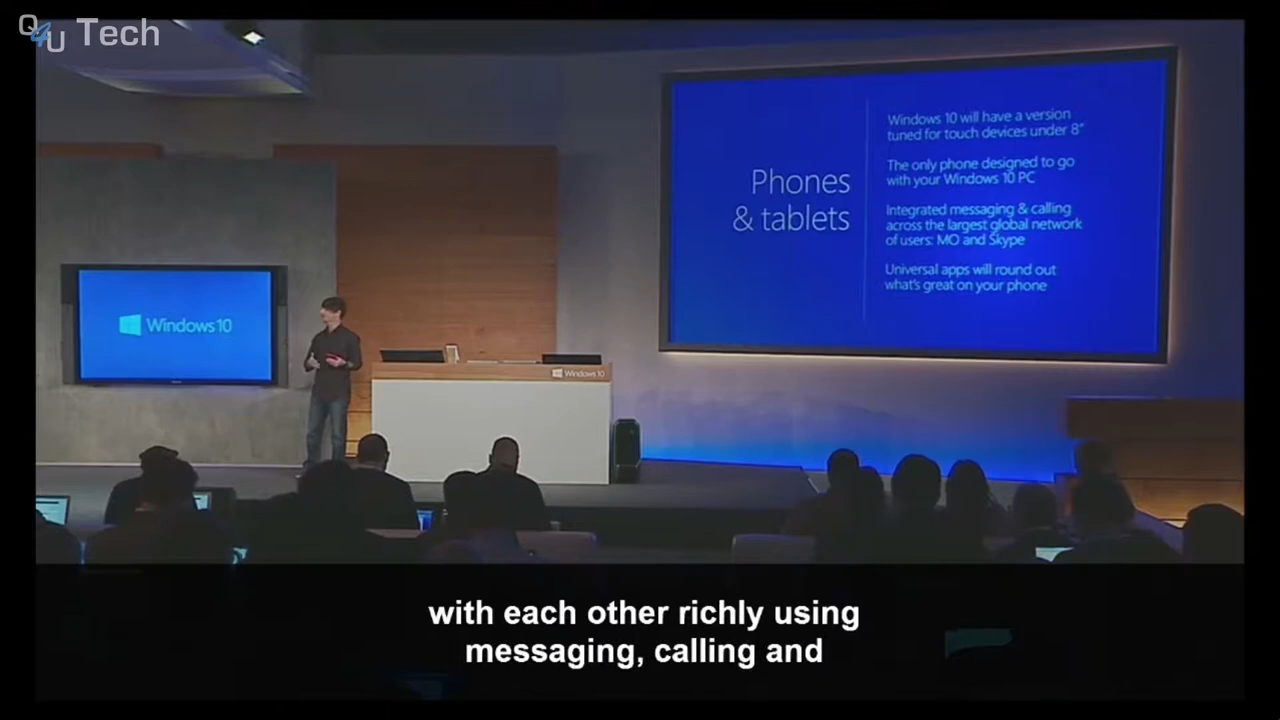 Q4U Tech
Phones
& tablets
Windows 10 will have a version
tuned for touch devices under 8"
The only phone designed to go
with your Windows 10 PC
Integrated messaging & calling
across the largest global network
of users: MO and Skype
Universal apps will round out
what's great on your phone
Windows 10
Windows 10
with each other richly using
messaging, calling and